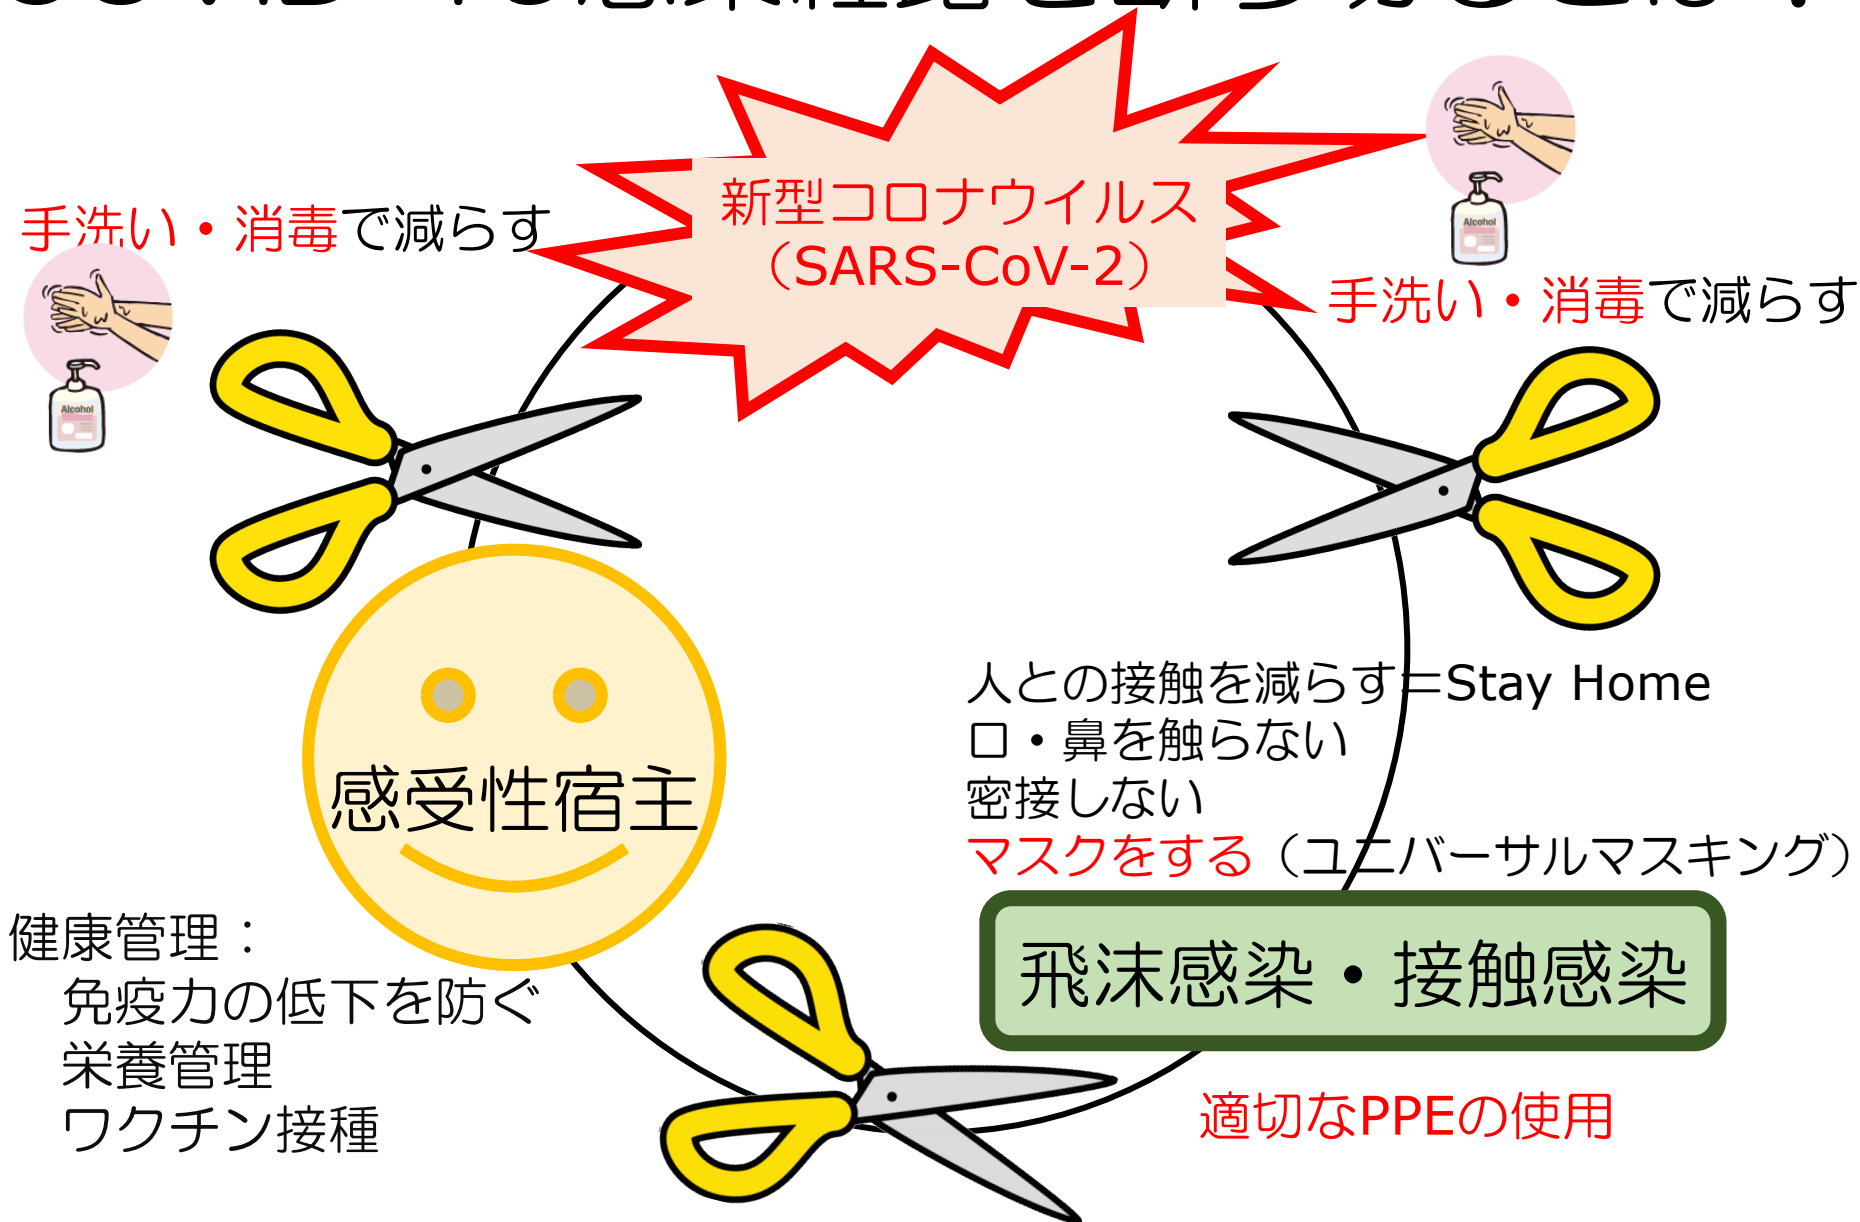 新型コロナウイルス
（SARS-CoV-2）
手洗い・消毒で減らす
Alcohol
手洗い・消毒で減らす
Alcohol
感受性宿主
人との接触を減らす＝Stay Home
口・鼻を触らない
密接しない
マスクをする（ユニバーサルマスキング）
飛沫感染・接触感染
適切なPPEの使用
健康管理：
免疫力の低下を防ぐ
栄養管理
ワクチン接種